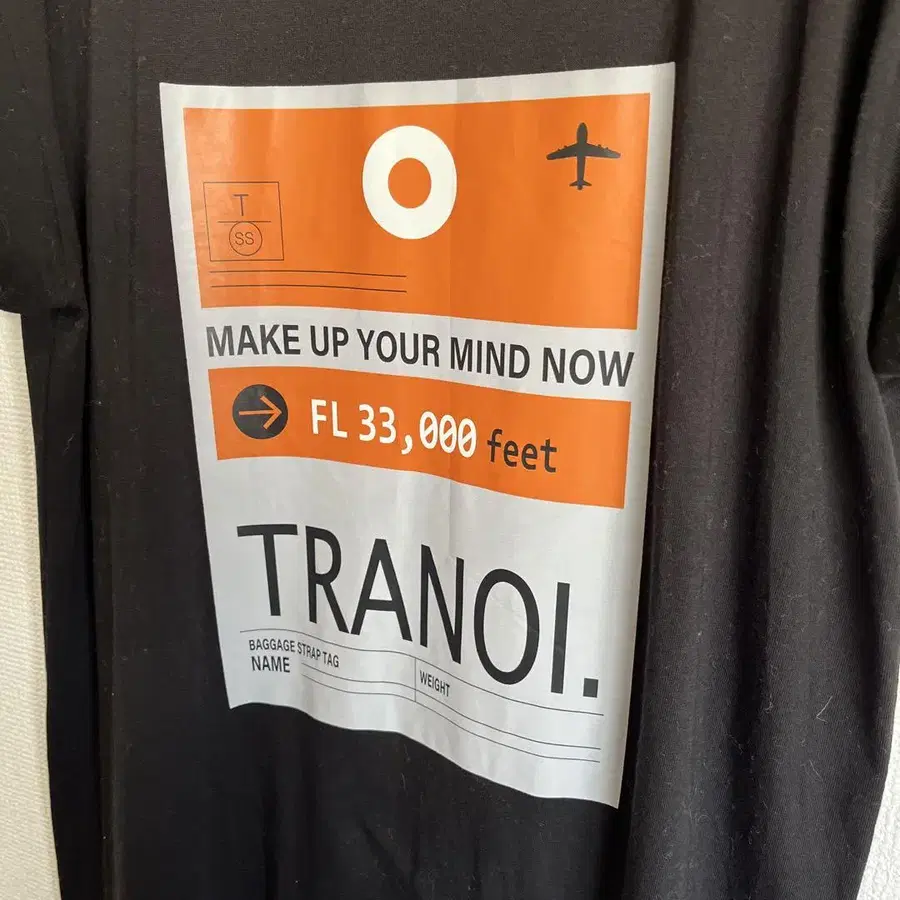 T
SS
MAKE UP YOUR MIND NOW
FL 33,000 feet
TRANOI.
BAGGAGE STRAP TAG
NAME
WEIGHT